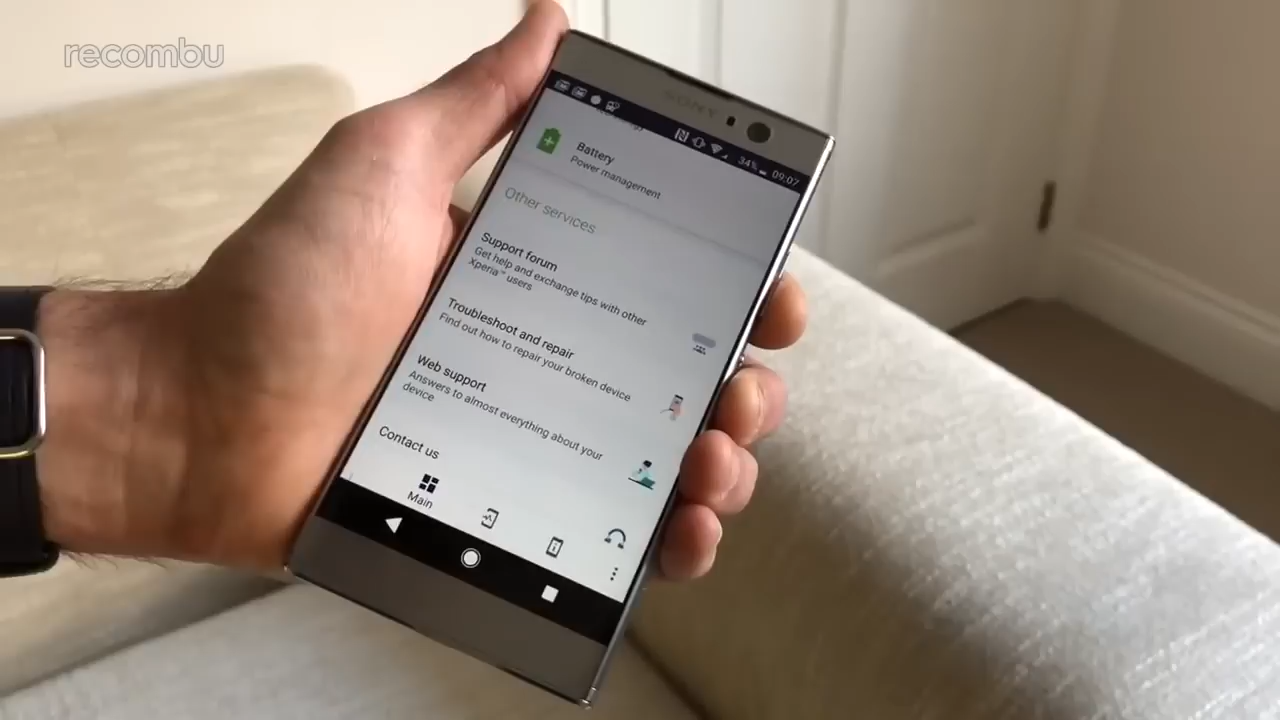 recombu
SONY
34% 09:07
Battery
Power management
Other services
Support forum
Get help and exchange tips with other
Xperia™ users
Troubleshoot and repair
Find out how to repair your broken device
Web support
Answers to almost everything about your
device
Contact us
Main